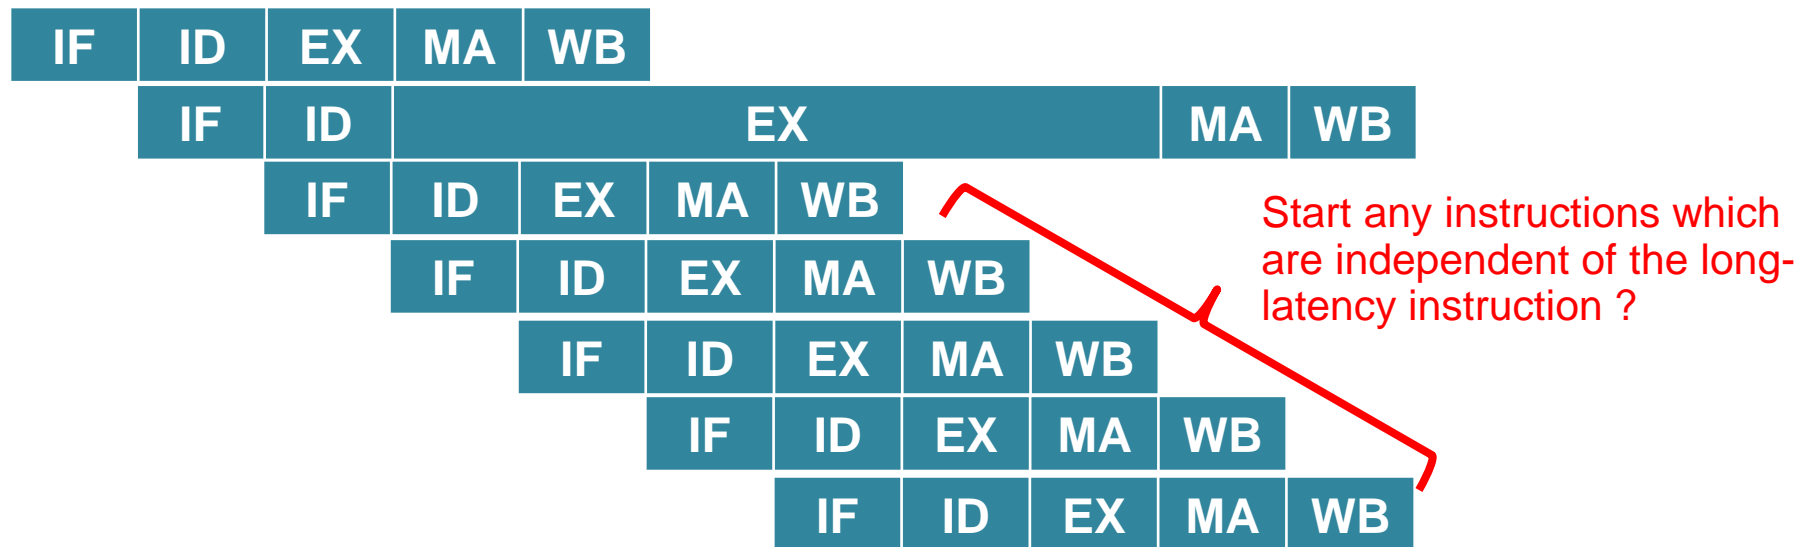 IF ID EX MA WB
IF ID EX MA WB
IF ID EX MA WB
Start any instructions which
are independent of the long-
latency instruction ?
IF ID EX MA WB
IF ID EX MA WB
IF ID EX MA WB
IF ID EX MA WB